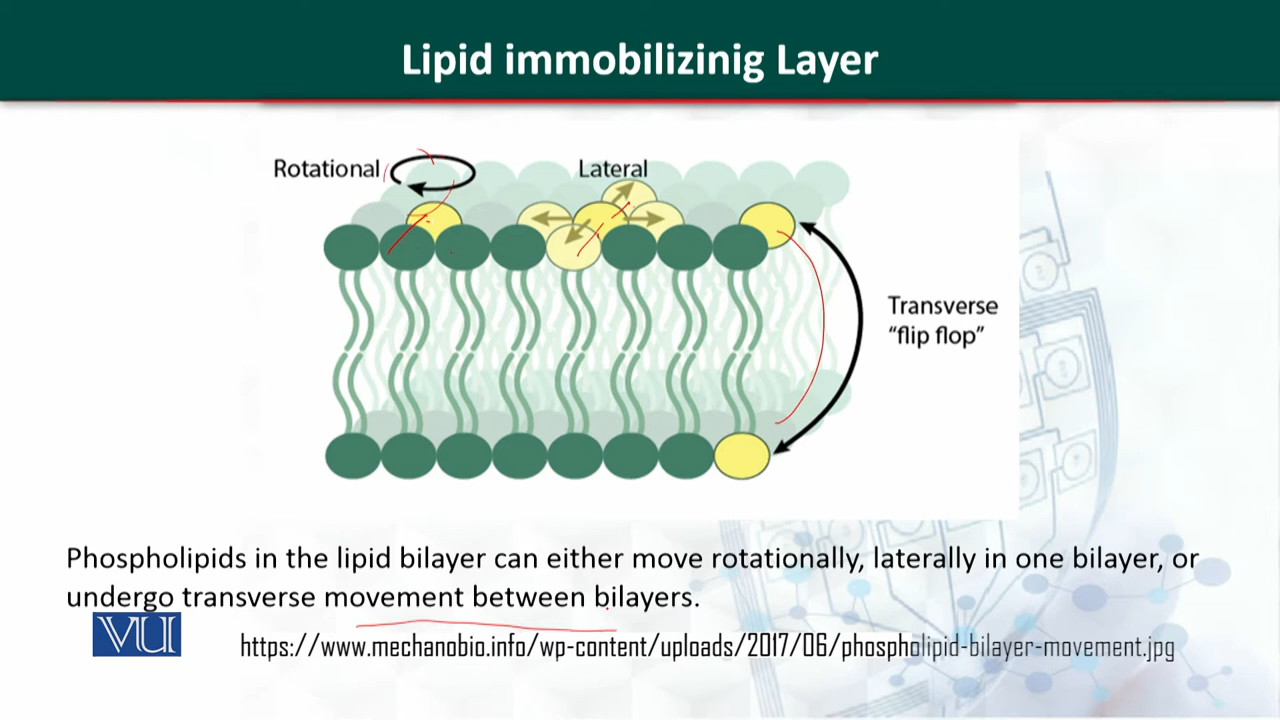 Lipid immobilizinig Layer
Rotational
Lateral
Transverse
“flip flop”
Phospholipids in the lipid bilayer can either move rotationally, laterally in one bilayer, or
undergo transverse movement between bilayers.
VU
https://www.mechanobio.info/wp-content/uploads/2017/06/phospholipid-bilayer-movement.jpg